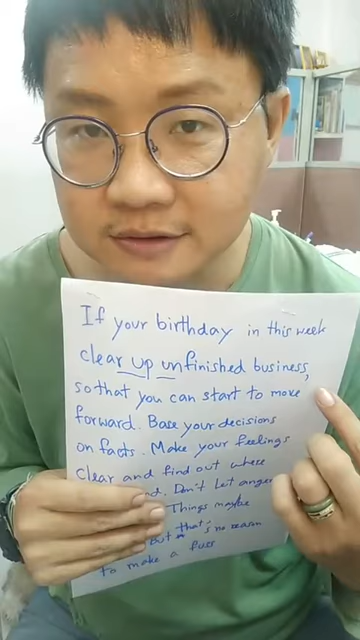 If your birthday in this week
clear up unfinished business,
so that you can start to move
forward. Base your decisions
on facts. Make your feelings
clear and find out where
Don't let anger
Things maybe
but that's no reason
to make a fuss